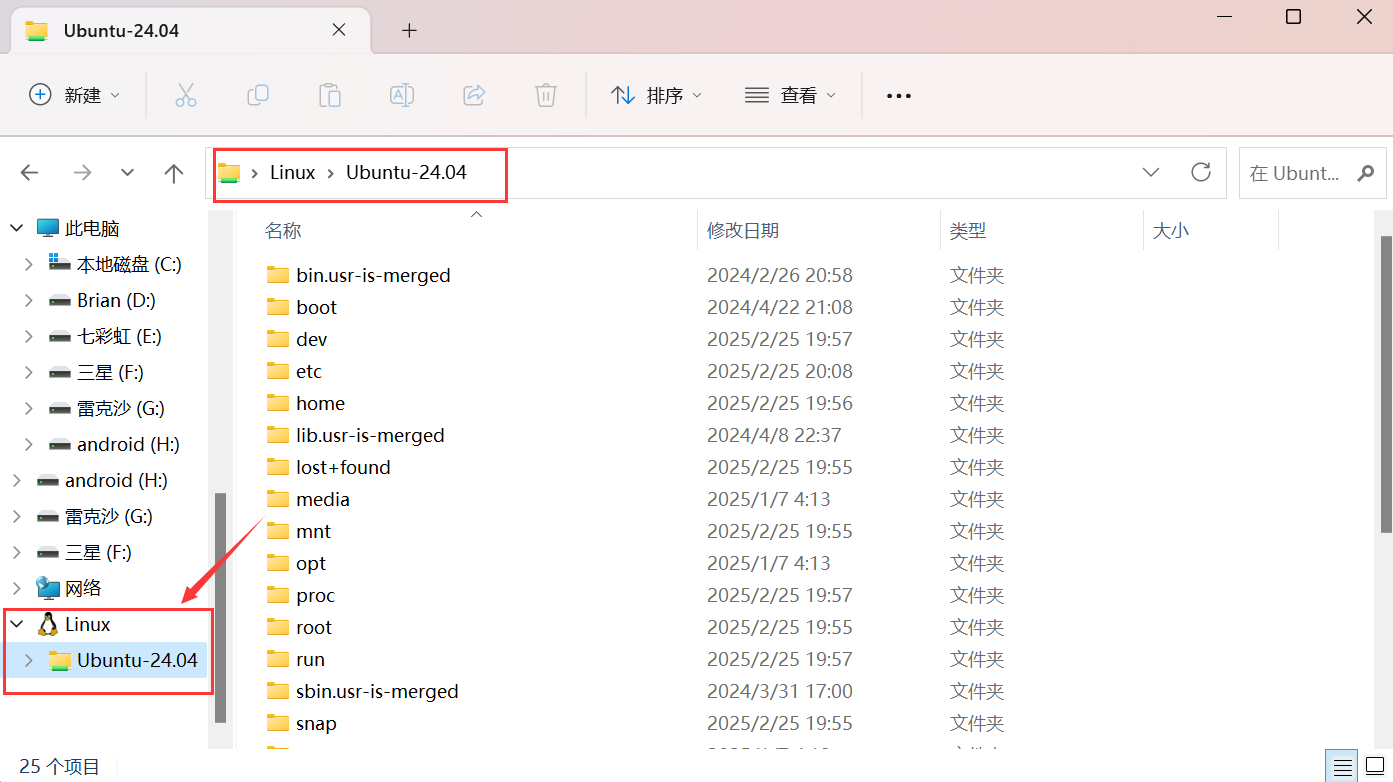 Ubuntu-24.04
新建
排序
查看
Linux
Ubuntu-24.04
在 Ubunt...
此电脑
本地磁盘 (C:)
Brian (D:)
七彩虹 (E:)
三星 (F:)
雷克沙 (G:)
android (H:)
android (H:)
雷克沙 (G:)
三星 (F:)
网络
Linux
Ubuntu-24.04
名称 修改日期 类型 大小
bin.usr-is-merged 2024/2/26 20:58 文件夹
boot 2024/4/22 21:08 文件夹
dev 2025/2/25 19:57 文件夹
etc 2025/2/25 20:08 文件夹
home 2025/2/25 19:56 文件夹
lib.usr-is-merged 2024/4/8 22:37 文件夹
lost+found 2025/2/25 19:55 文件夹
media 2025/1/7 4:13 文件夹
mnt 2025/2/25 19:55 文件夹
opt 2025/1/7 4:13 文件夹
proc 2025/2/25 19:57 文件夹
root 2025/2/25 19:55 文件夹
run 2025/2/25 19:57 文件夹
sbin.usr-is-merged 2024/3/31 17:00 文件夹
snap 2025/2/25 19:55 文件夹
25 个项目